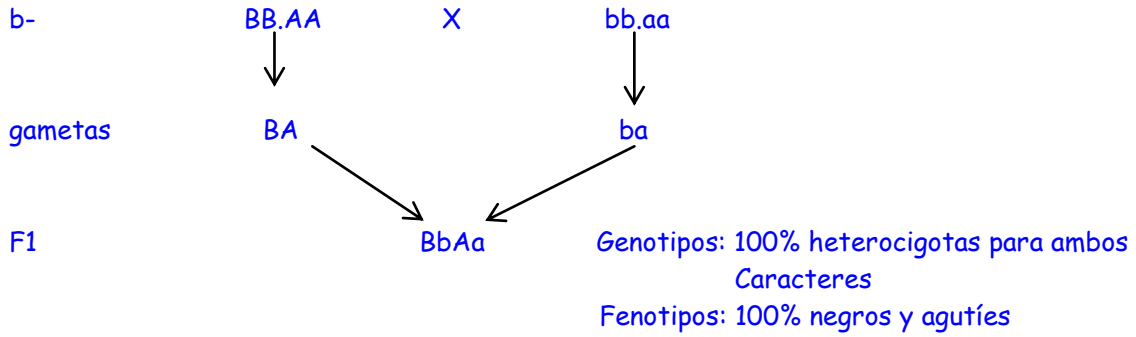 b- BB.AA X bb.aa
gametas BA ba
F1 BbAa Genotipos: 100% heterocigotas para ambos
Caracteres
Fenotipos: 100% negros y agutíes